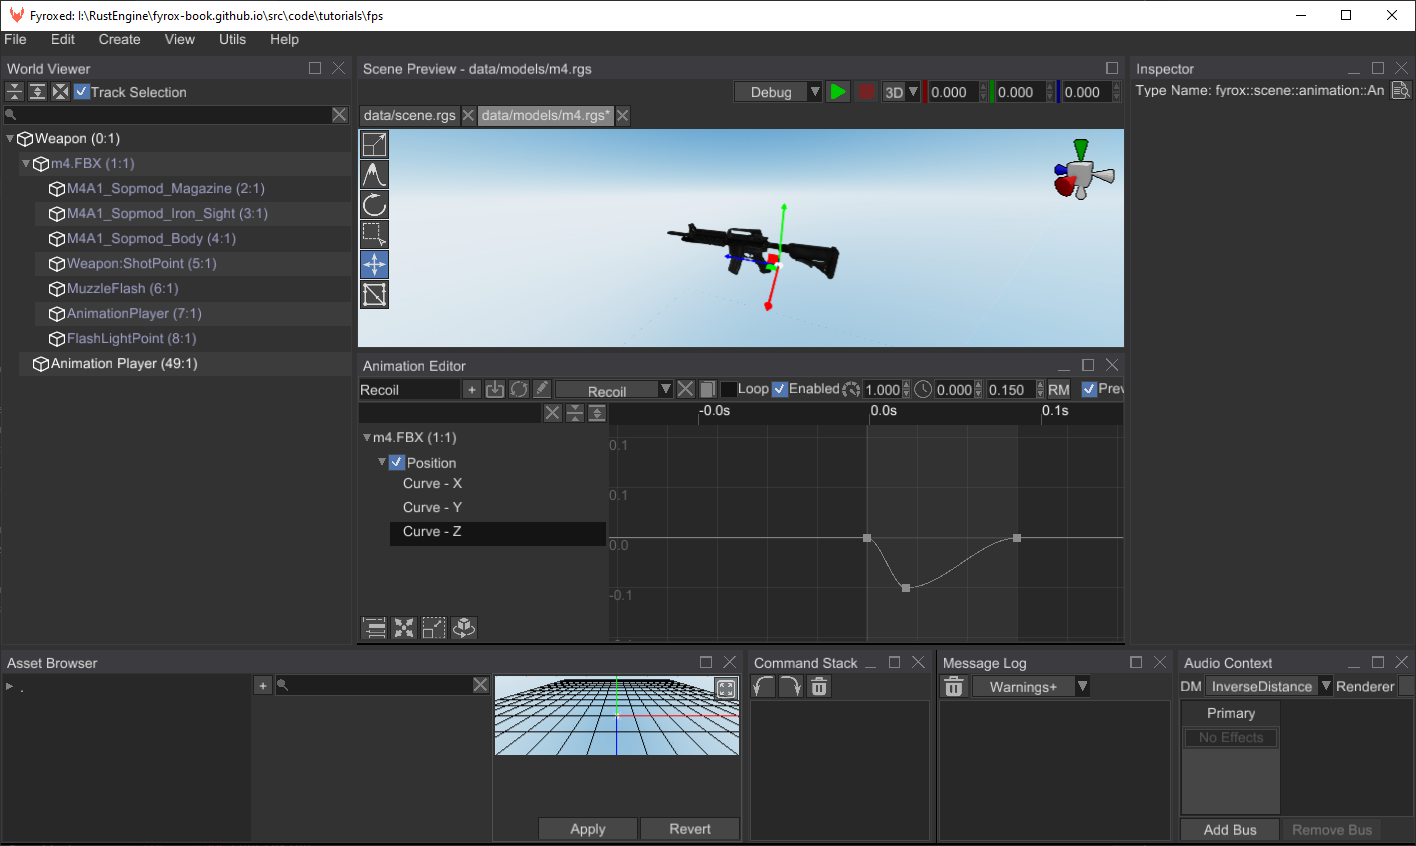 Fyroxed: I:\RustEngine\fyrox-book.github.io\src\code\tutorials\fps
File Edit Create View Utils Help
World Viewer
Track Selection
Weapon (0:1)
m4.FBX (1:1)
M4A1_Sopmod_Magazine (2:1)
M4A1_Sopmod_Iron_Sight (3:1)
M4A1_Sopmod_Body (4:1)
Weapon:ShotPoint (5:1)
MuzzleFlash (6:1)
AnimationPlayer (7:1)
FlashLightPoint (8:1)
Animation Player (49:1)
Scene Preview - data/models/m4.rgs
Debug 3D 0.000 0.000 0.000
data/scene.rgs data/models/m4.rgs*
Inspector
Type Name: fyrox::scene::animation::An
Animation Editor
Recoil + Recoil Loop Enabled 1.000 0.000 0.150 RM Prev
-0.0s 0.0s 0.1s
m4.FBX (1:1)
Position
Curve - X
Curve - Y
Curve - Z
0.1
0.1
0.0
-0.1
Asset Browser
.
+
Apply Revert
Command Stack
Message Log
Warnings+
Audio Context
DM InverseDistance Renderer
Primary
No Effects
Add Bus Remove Bus